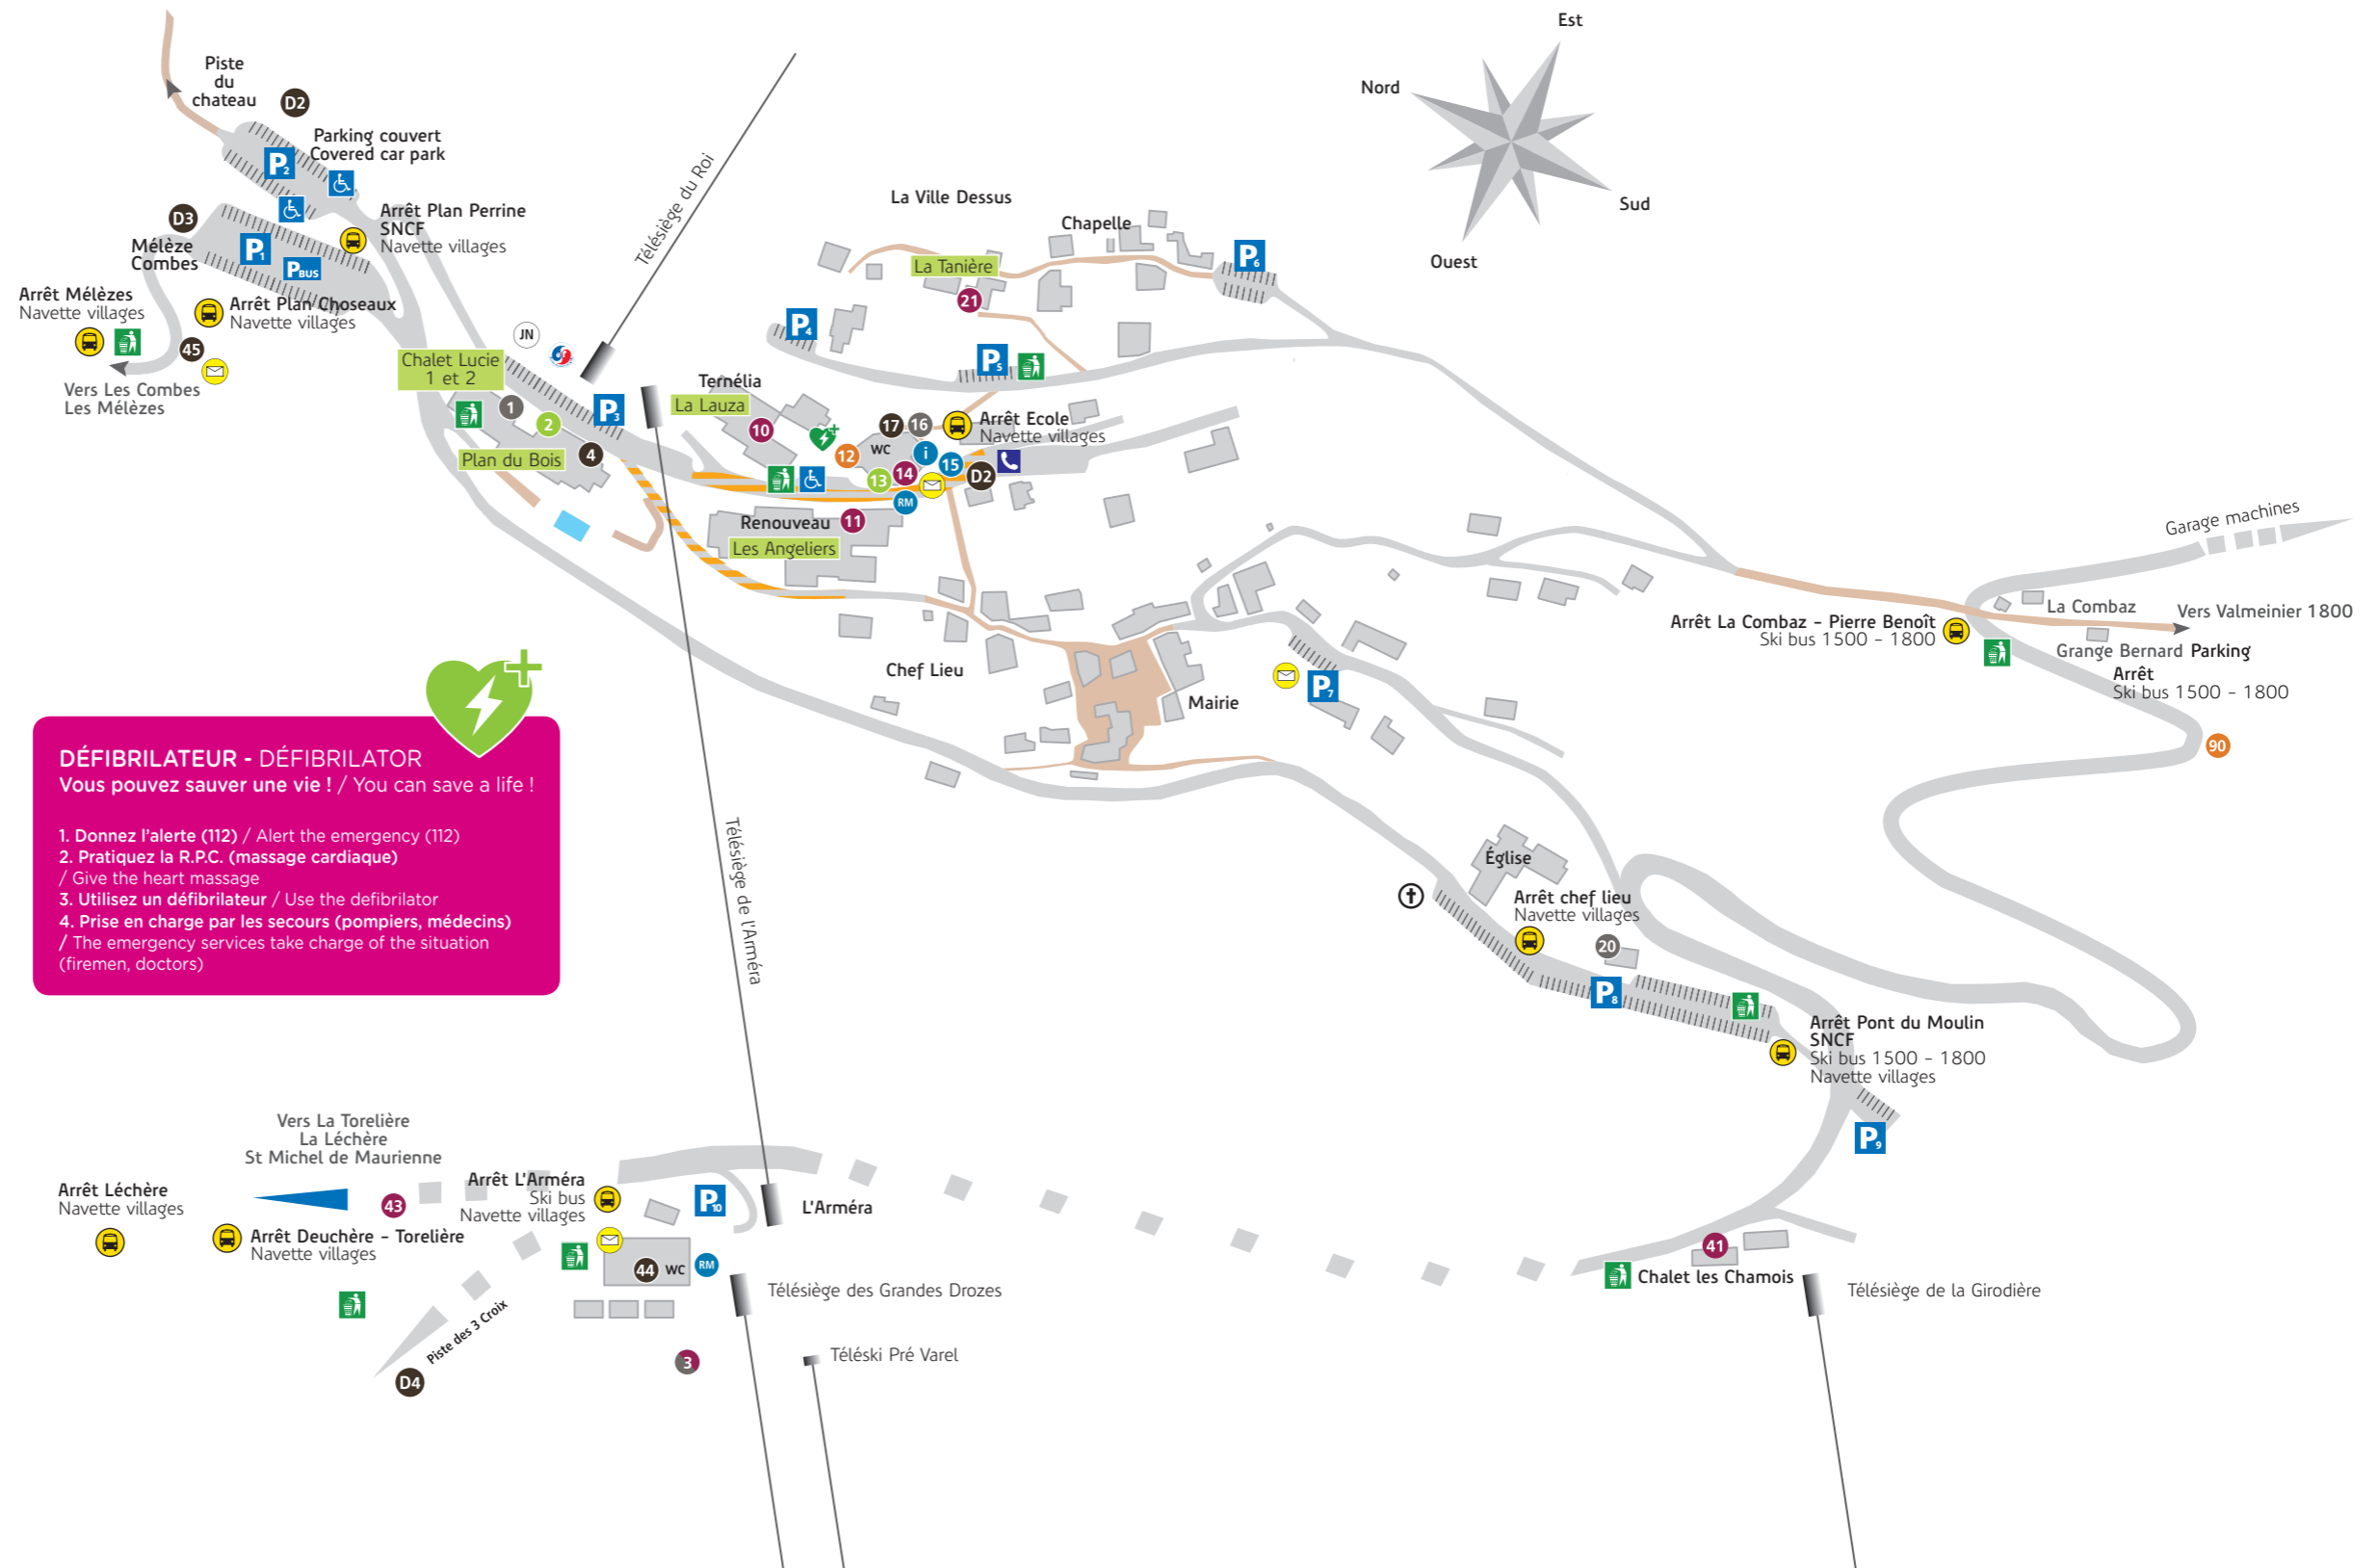 Est
Nord
Sud
Ouest
Piste
du
chateau
D2
Parking couvert
Covered car park
P2
D3
Mélèze
Combes
P1
PBUS
Arrêt Plan Perrine
SNCF
Navette villages
Arrêt Mélèzes
Navette villages
Arrêt Plan Choseaux
Navette villages
45
Vers Les Combes
Les Mélèzes
Télésiège du Roi
JN
Chalet Lucie
1 et 2
1
2
P3
Plan du Bois
4
La Ville Dessus
Chapelle
La Tanière
21
P6
P4
P5
Ternélia
La Lauza
10
17
16
Arrêt Ecole
Navette villages
12
WC
i
15
13
14
D2
RM
Renouveau
11
Les Angeliers
Garage machines
La Combaz
Vers Valmeinier 1800
Arrêt La Combaz - Pierre Benoît
Ski bus 1500 - 1800
Grange Bernard Parking
Arrêt
Ski bus 1500 - 1800
90
Chef Lieu
Mairie
P7
DÉFIBRILATEUR - DÉFIBRILATOR
Vous pouvez sauver une vie ! / You can save a life !
1. Donnez l'alerte (112) / Alert the emergency (112)
2. Pratiquez la R.P.C. (massage cardiaque)
/ Give the heart massage
3. Utilisez un défibrilateur / Use the defibrilator
4. Prise en charge par les secours (pompiers, médecins)
/ The emergency services take charge of the situation
(firemen, doctors)
Télésiège de l'Arméra
Église
Arrêt chef lieu
Navette villages
20
P8
Arrêt Pont du Moulin
SNCF
Ski bus 1500 - 1800
Navette villages
P9
Vers La Torelière
La Léchère
St Michel de Maurienne
Arrêt Léchère
Navette villages
43
Arrêt Deuchère - Torelière
Navette villages
Arrêt L'Arméra
Ski bus
Navette villages
P10
L'Arméra
44
WC
RM
Télésiège des Grandes Drozes
Piste des 3 Croix
D4
3
Téléski Pré Varel
41
Chalet les Chamois
Télésiège de la Girodière